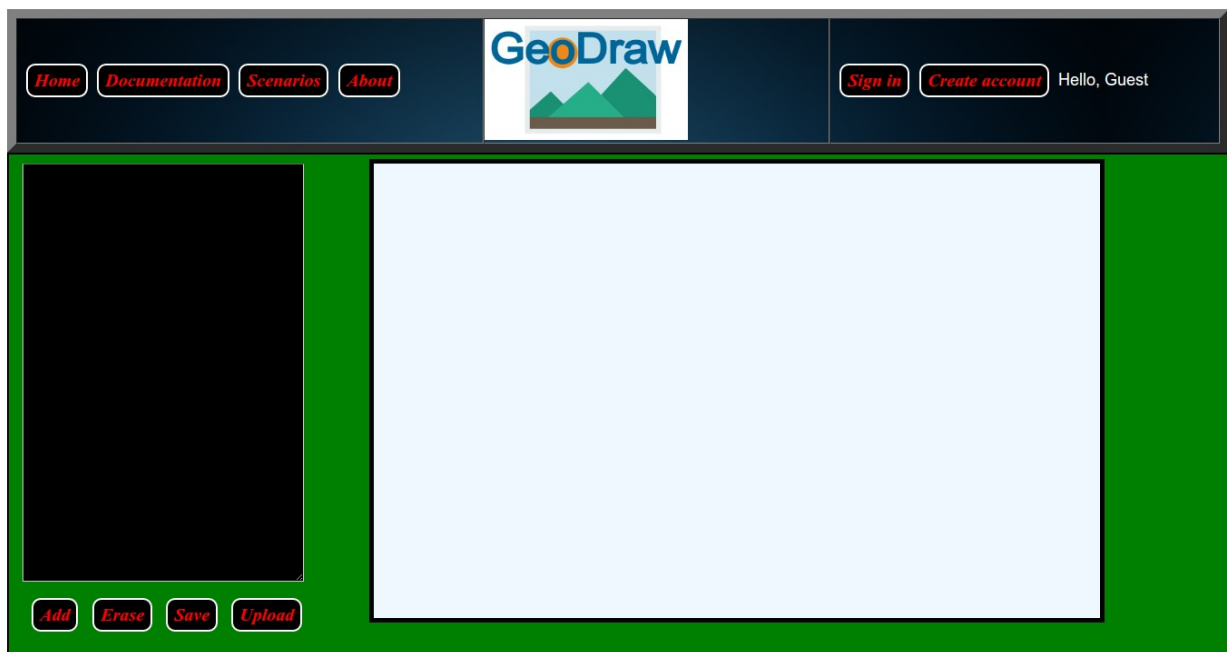 GeoDraw
Home Documentation Scenarios About
Sign in Create account Hello, Guest
Add Erase Save Upload